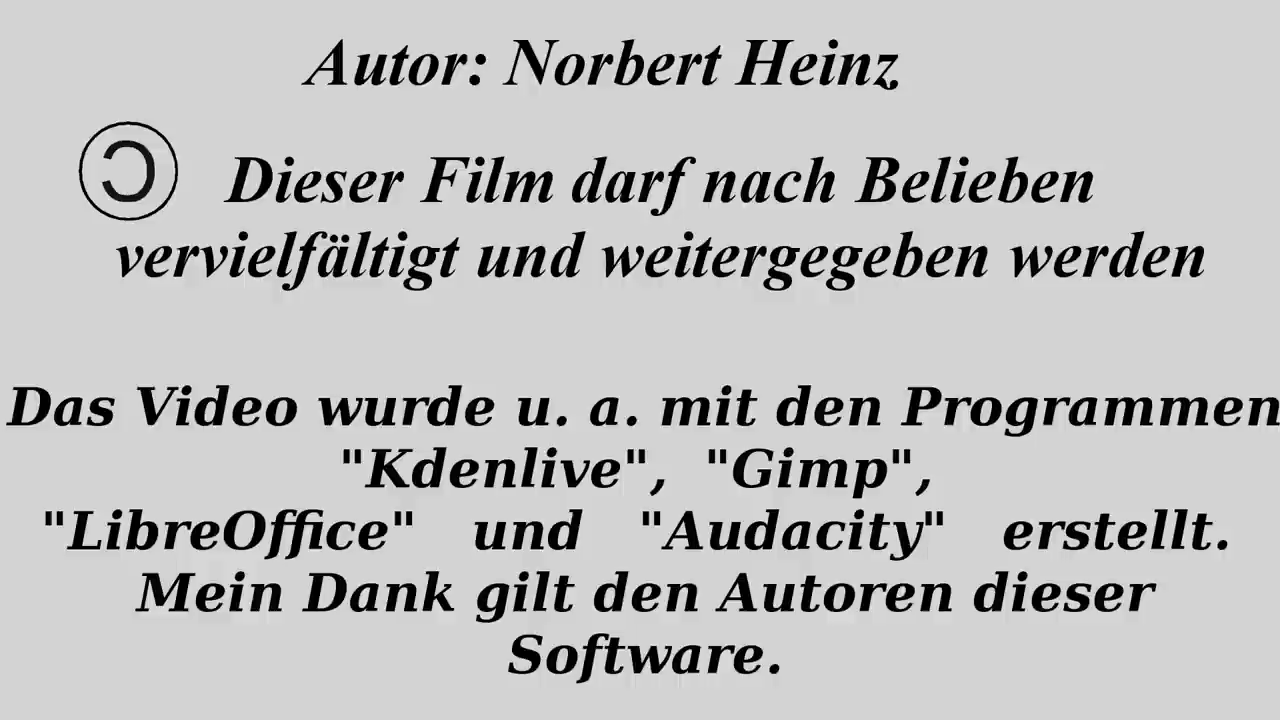 Autor: Norbert Heinz
Ɔ Dieser Film darf nach Belieben
vervielfältigt und weitergegeben werden
Das Video wurde u. a. mit den Programmen
"Kdenlive", "Gimp",
"LibreOffice" und "Audacity" erstellt.
Mein Dank gilt den Autoren dieser
Software.